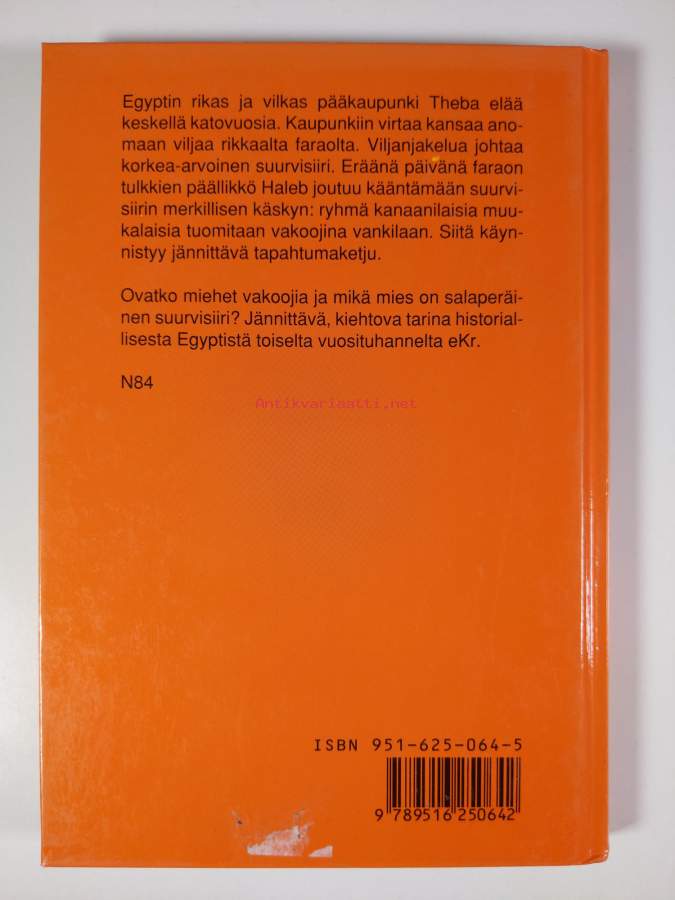 Egyptin rikas ja vilkas pääkaupunki Theba elää
keskellä katovuosia. Kaupunkiin virtaa kansaa ano-
maan viljaa rikkaalta faraolta. Viljanjakelua johtaa
korkea-arvoinen suurvisiiri. Eräänä päivänä faraon
tulkkien päällikkö Haleb joutuu kääntämään suurvi-
siirin merkillisen käskyn: ryhmä kanaanilaisia muu-
kalaisia tuomitaan vakoojina vankilaan. Siitä käyn-
nistyy jännittävä tapahtumaketju.
Ovatko miehet vakoojia ja mikä mies on salaperäi-
nen suurvisiiri? Jännittävä, kiehtova tarina historial-
lisesta Egyptistä toiselta vuosituhannelta eKr.
N84
Antikvariaatti.net
ISBN 951-625-064-5
9 789516 250642